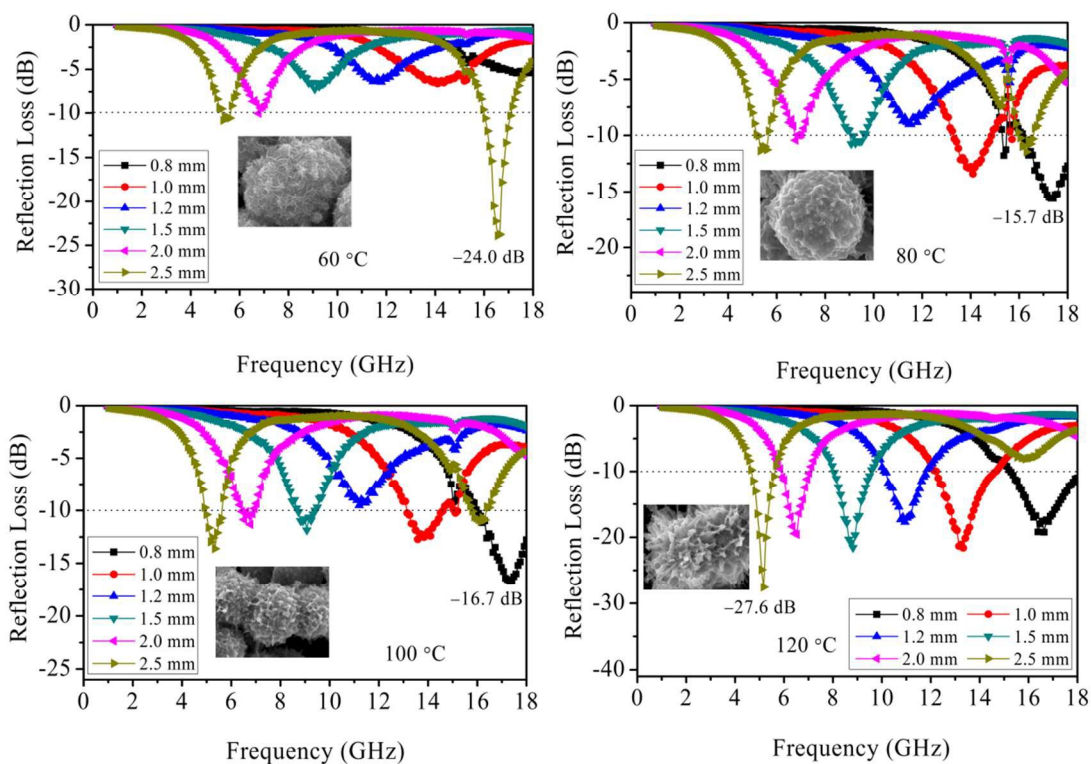 0
-5
-10
-15
-20
-25
-30
Reflection Loss (dB)
0.8 mm
1.0 mm
1.2 mm
1.5 mm
2.0 mm
2.5 mm
60 °C
−24.0 dB
0 2 4 6 8 10 12 14 16 18
Frequency (GHz)
0
-5
-10
-15
-20
Reflection Loss (dB)
0.8 mm
1.0 mm
1.2 mm
1.5 mm
2.0 mm
2.5 mm
−15.7 dB
80 °C
0 2 4 6 8 10 12 14 16 18
Frequency (GHz)
0
-5
-10
-15
-20
-25
Reflection Loss (dB)
0.8 mm
1.0 mm
1.2 mm
1.5 mm
2.0 mm
2.5 mm
−16.7 dB
100 °C
0 2 4 6 8 10 12 14 16 18
Frequency (GHz)
0
-10
-20
-30
-40
Reflection Loss (dB)
−27.6 dB
120 °C
0.8 mm 1.0 mm
1.2 mm 1.5 mm
2.0 mm 2.5 mm
0 2 4 6 8 10 12 14 16 18
Frequency (GHz)